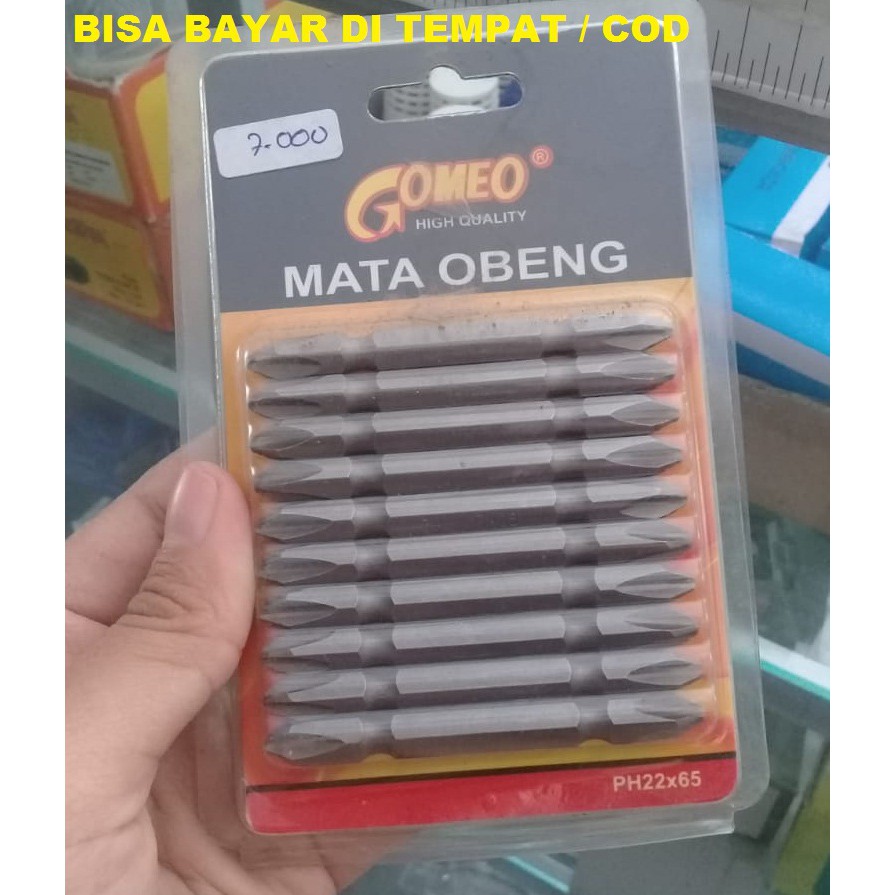 BISA BAYAR DI TEMPAT / COD
7.000
GOMEO®
HIGH QUALITY
MATA OBENG
PH22x65